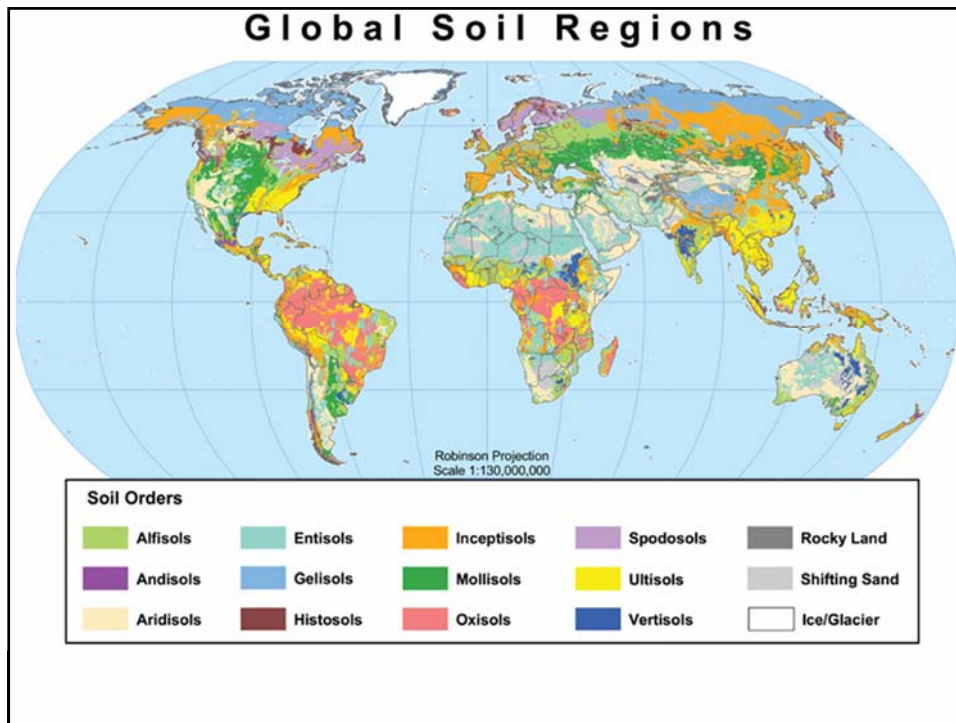 Global Soil Regions
Robinson Projection
Scale 1:130,000,000
Soil Orders
Alfisols
Entisols
Inceptisols
Spodosols
Rocky Land
Andisols
Gelisols
Mollisols
Ultisols
Shifting Sand
Aridisols
Histosols
Oxisols
Vertisols
Ice/Glacier